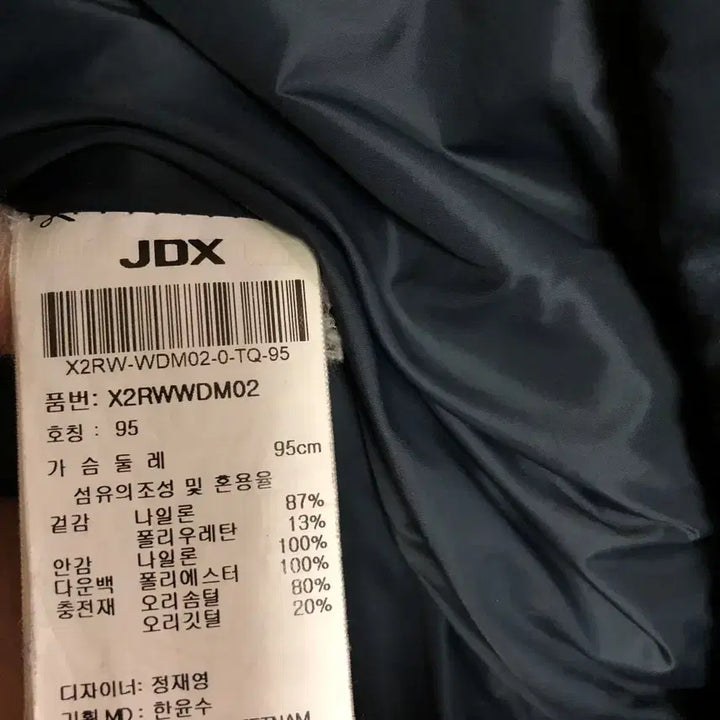 JDX
X2RW-WDM02-0-TQ-95
품번: X2RWWDM02
호칭 : 95
가 슴 둘 레 95cm
섬유의조성 및 혼용율
겉감 나일론 87%
폴리우레탄 13%
안감 나일론 100%
다운백 폴리에스터 100%
충전재 오리솜털 80%
오리깃털 20%
디자이너: 정재영
기획 MD : 한윤수